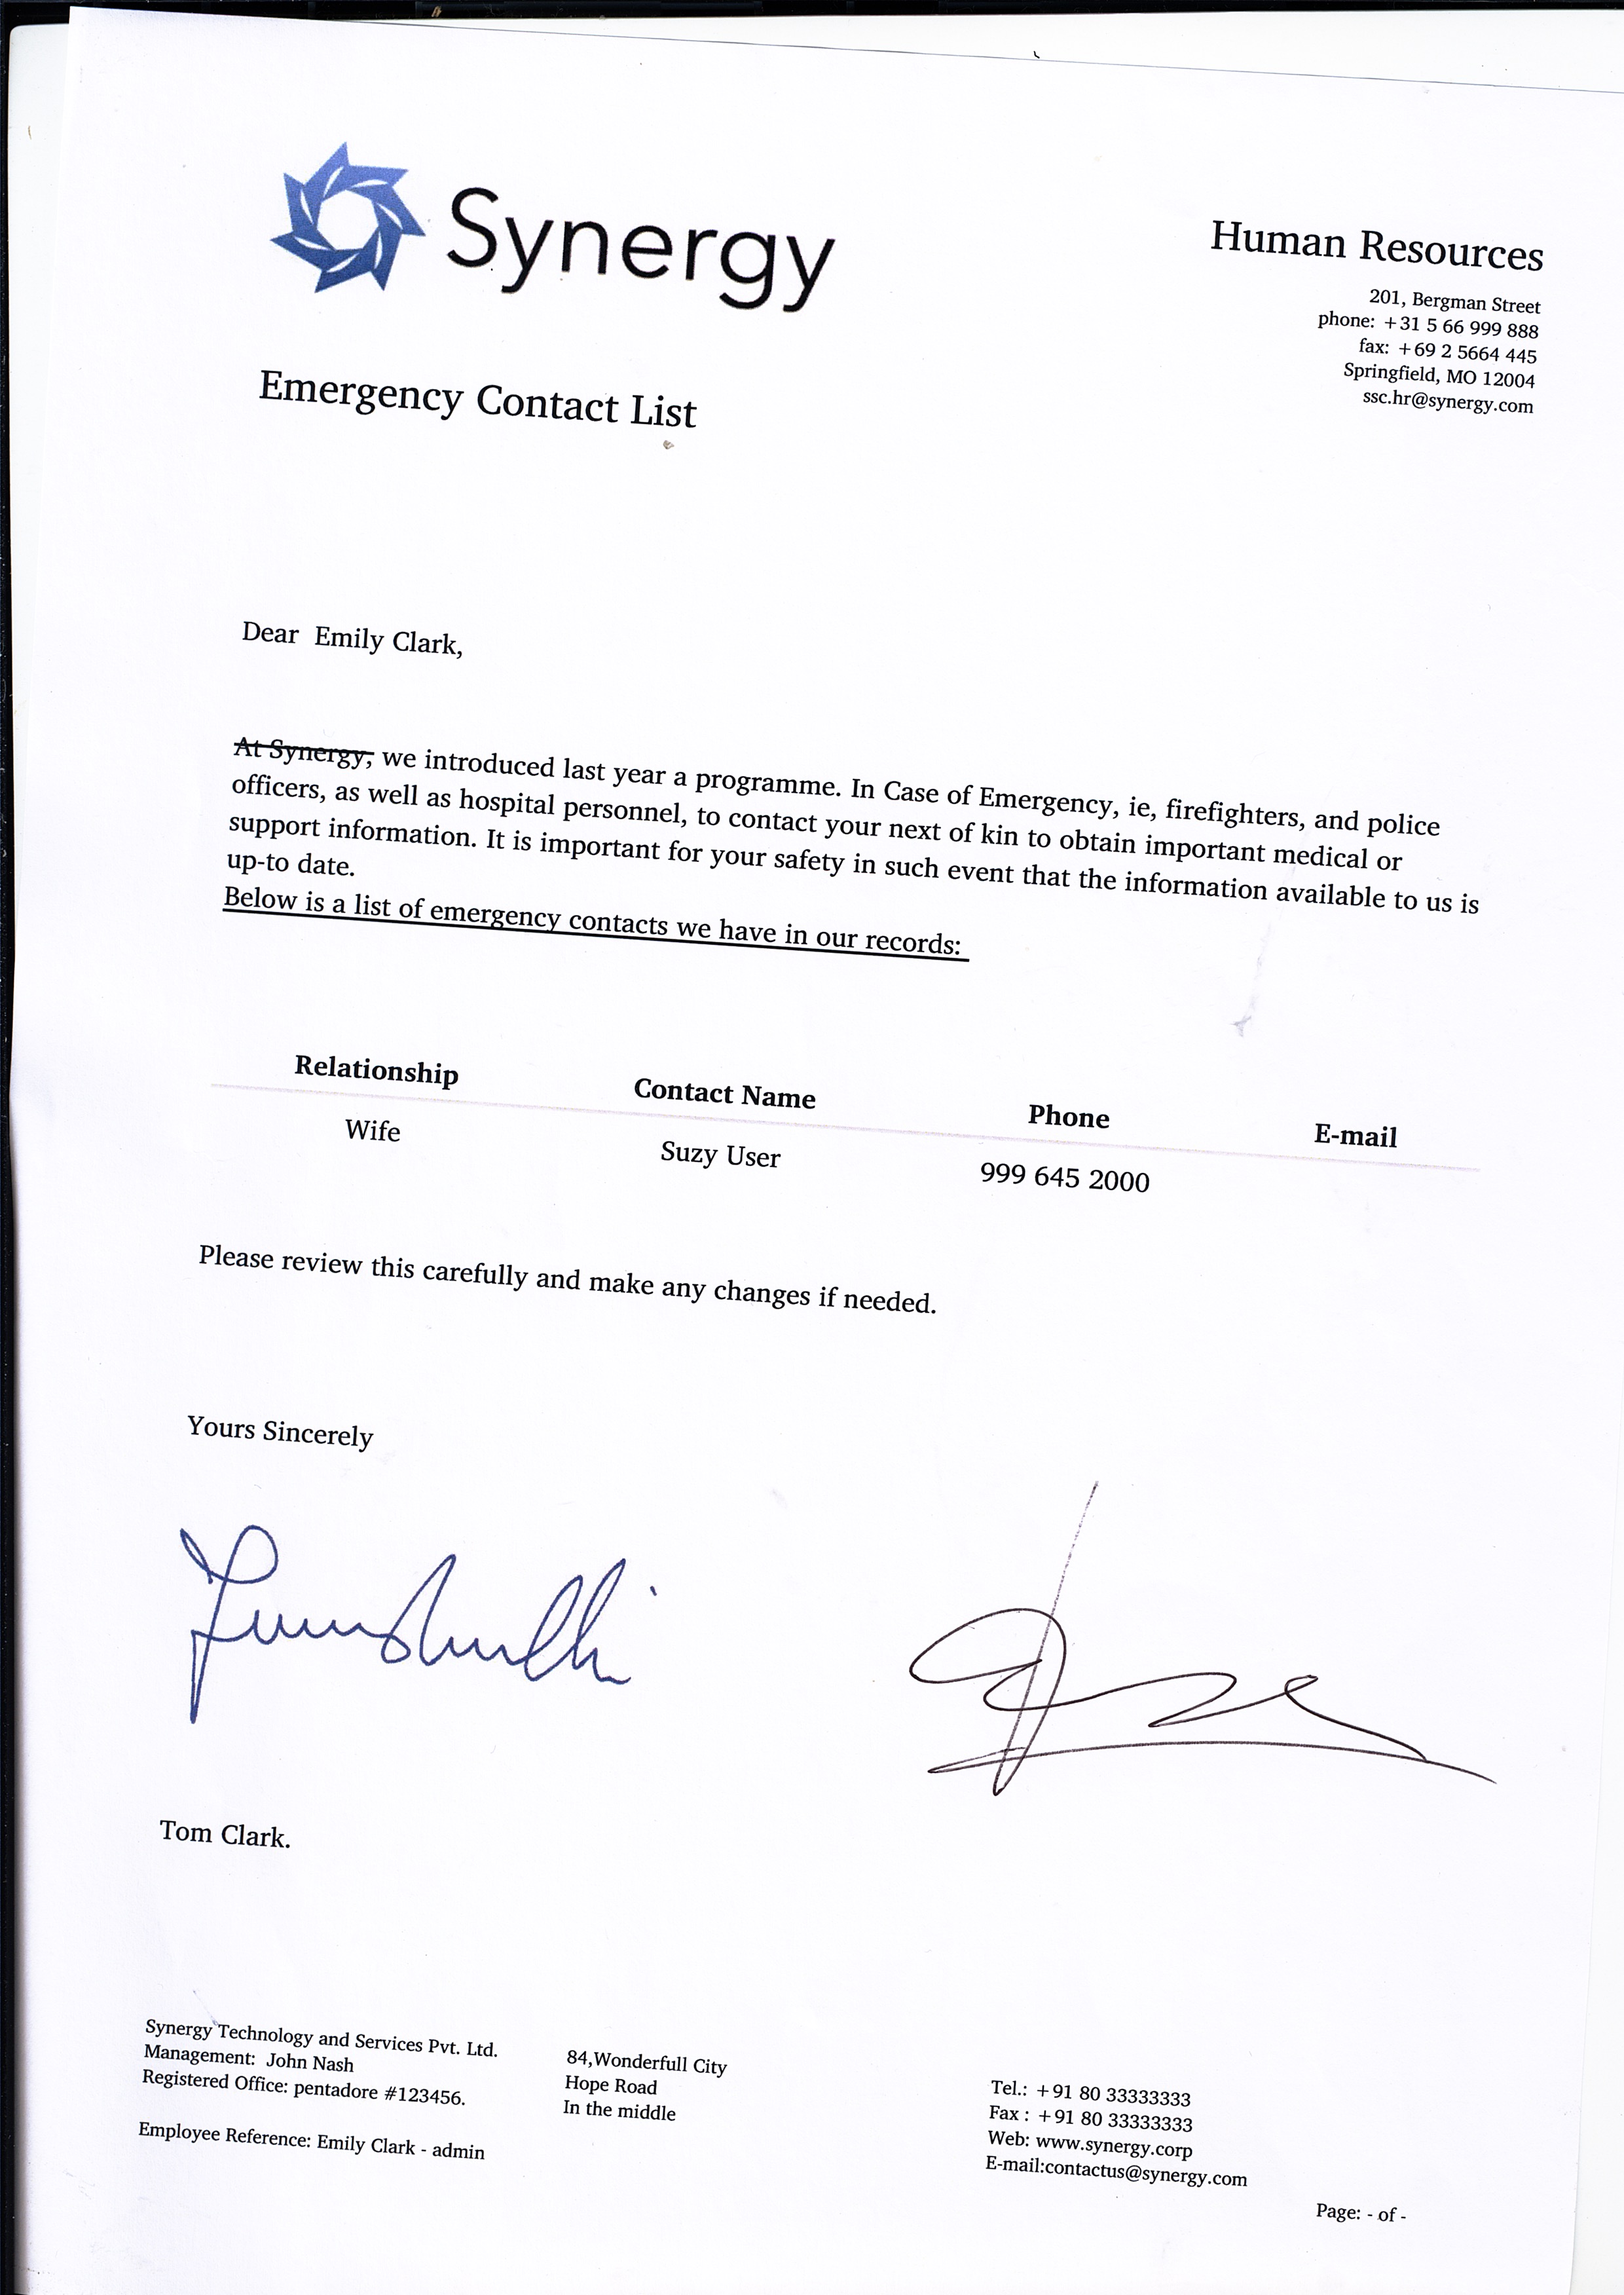 Synergy
Human Resources
201, Bergman Street
phone: +31 5 66 999 888
fax: +69 2 5664 445
Springfield, MO 12004
ssc.hr@synergy.com
Emergency Contact List
Dear Emily Clark,
At Synergy, we introduced last year a programme. In Case of Emergency, ie, firefighters, and police
officers, as well as hospital personnel, to contact your next of kin to obtain important medical or
support information. It is important for your safety in such event that the information available to us is
up-to date.
Below is a list of emergency contacts we have in our records:
Relationship Contact Name Phone E-mail
Wife Suzy User 999 645 2000
Please review this carefully and make any changes if needed.
Yours Sincerely
Tom Clark.
Synergy Technology and Services Pvt. Ltd.
Management: John Nash
Registered Office: pentadore #123456.
Employee Reference: Emily Clark - admin
84,Wonderfull City
Hope Road
In the middle
Tel.: +91 80 33333333
Fax : +91 80 33333333
Web: www.synergy.corp
E-mail:contactus@synergy.com
Page: - of -